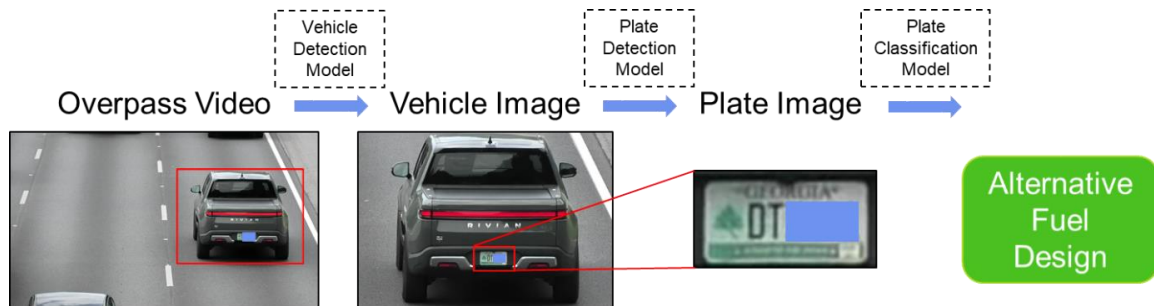 Vehicle
Detection
Model
Plate
Detection
Model
Plate
Classification
Model
Overpass Video
Vehicle Image
Plate Image
RIVIAN
RIVIAN
GEORGIA
DT
Alternative
Fuel
Design